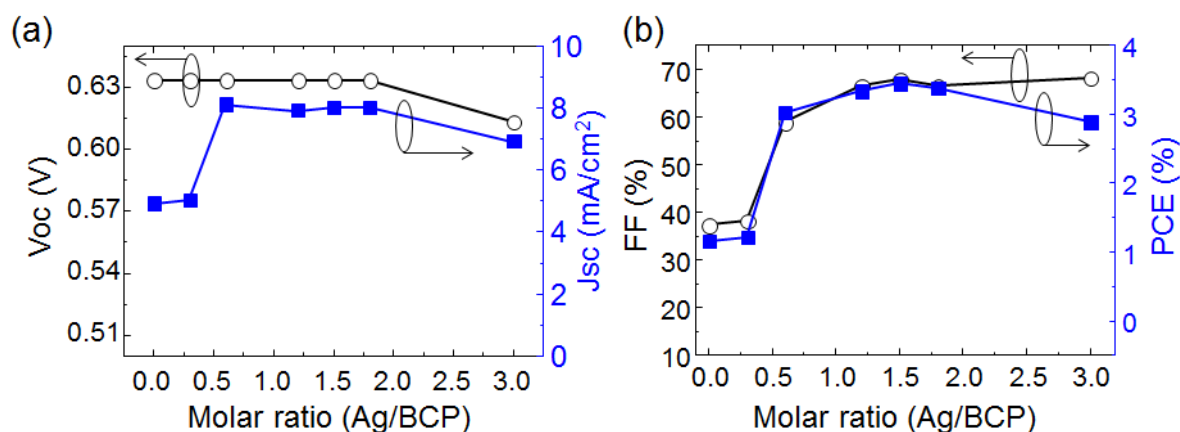 (a)
Voc (V)
0.63
0.60
0.57
0.54
0.51
10
8
6
4
2
0
Jsc (mA/cm²)
0.0 0.5 1.0 1.5 2.0 2.5 3.0
Molar ratio (Ag/BCP)
(b)
FF (%)
70
60
50
40
30
20
10
4
3
2
1
0
PCE (%)
0.0 0.5 1.0 1.5 2.0 2.5 3.0
Molar ratio (Ag/BCP)